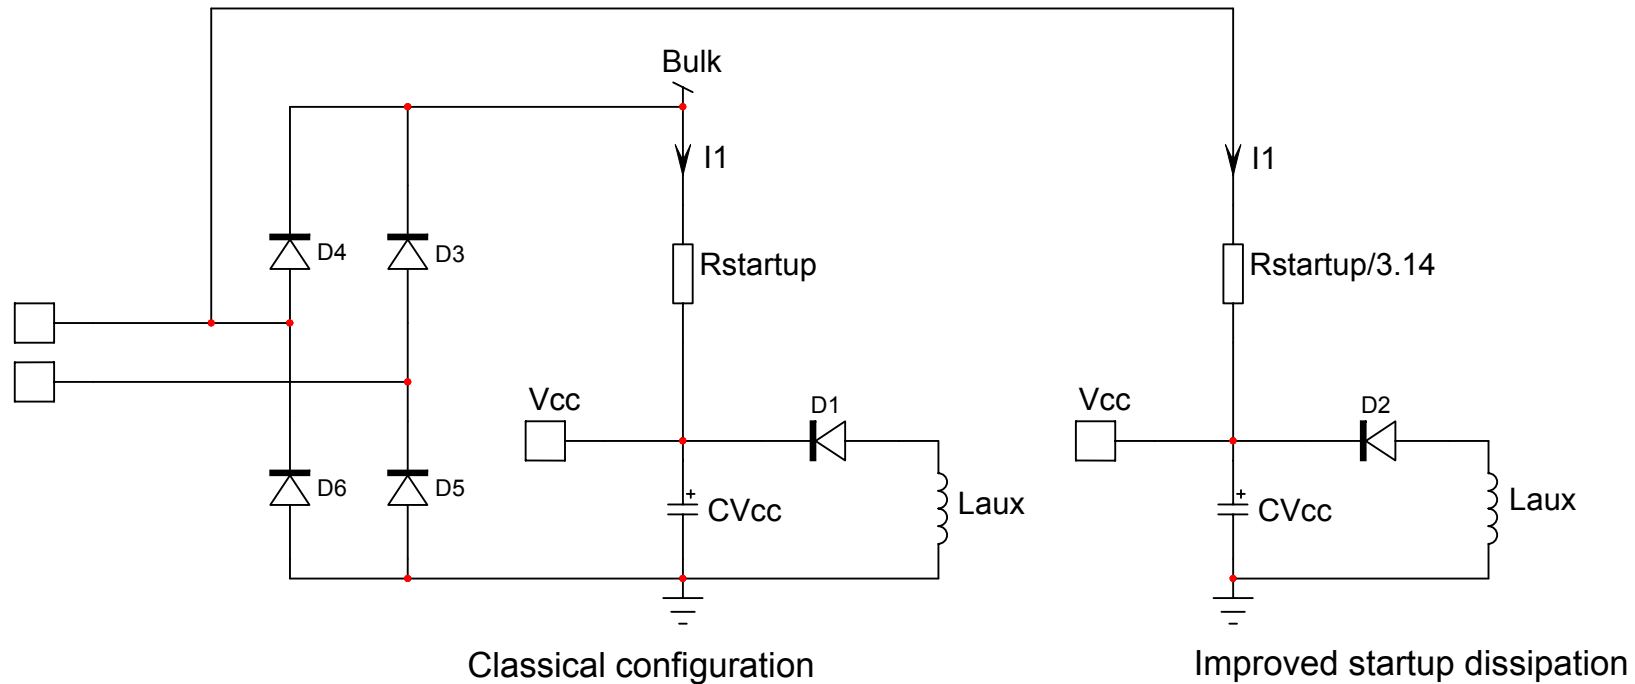 Bulk
I1
I1
D4
D3
Rstartup
Rstartup/3.14
Vcc
D1
Vcc
D2
D6
D5
+
CVcc
Laux
+
CVcc
Laux
Classical configuration
Improved startup dissipation